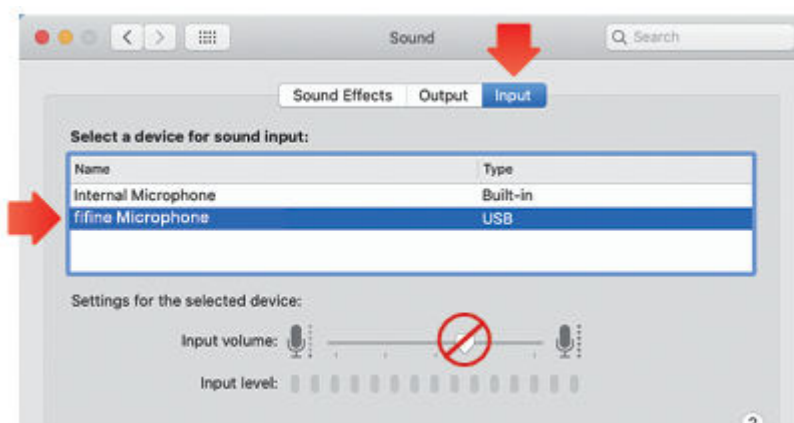 Sound
Search
Sound Effects Output Input
Select a device for sound input:
Name Type
Internal Microphone Built-in
fifine Microphone USB
Settings for the selected device:
Input volume:
Input level:
?